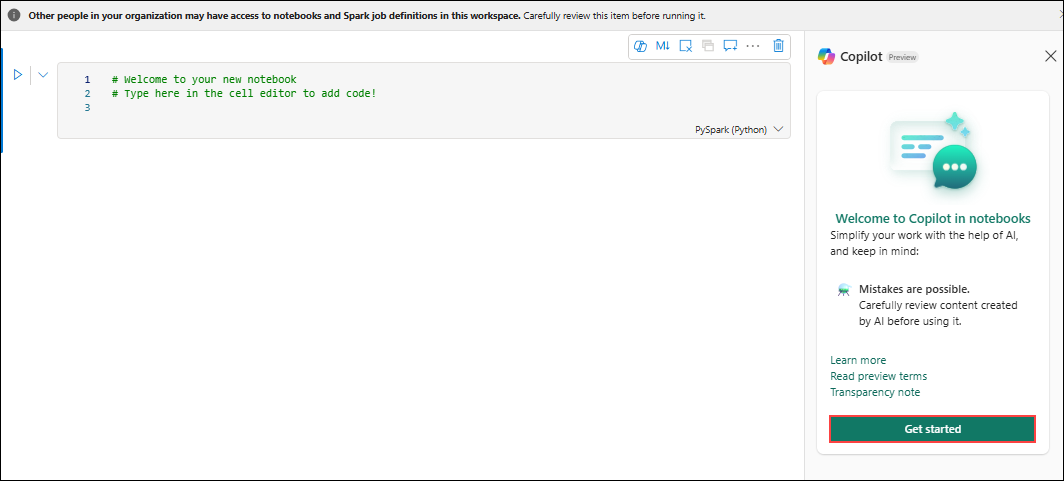 Other people in your organization may have access to notebooks and Spark job definitions in this workspace. Carefully review this item before running it.
M↓
1 # Welcome to your new notebook
2 # Type here in the cell editor to add code!
3
PySpark (Python)
Copilot Preview
Welcome to Copilot in notebooks
Simplify your work with the help of AI,
and keep in mind:
Mistakes are possible.
Carefully review content created
by AI before using it.
Learn more
Read preview terms
Transparency note
Get started